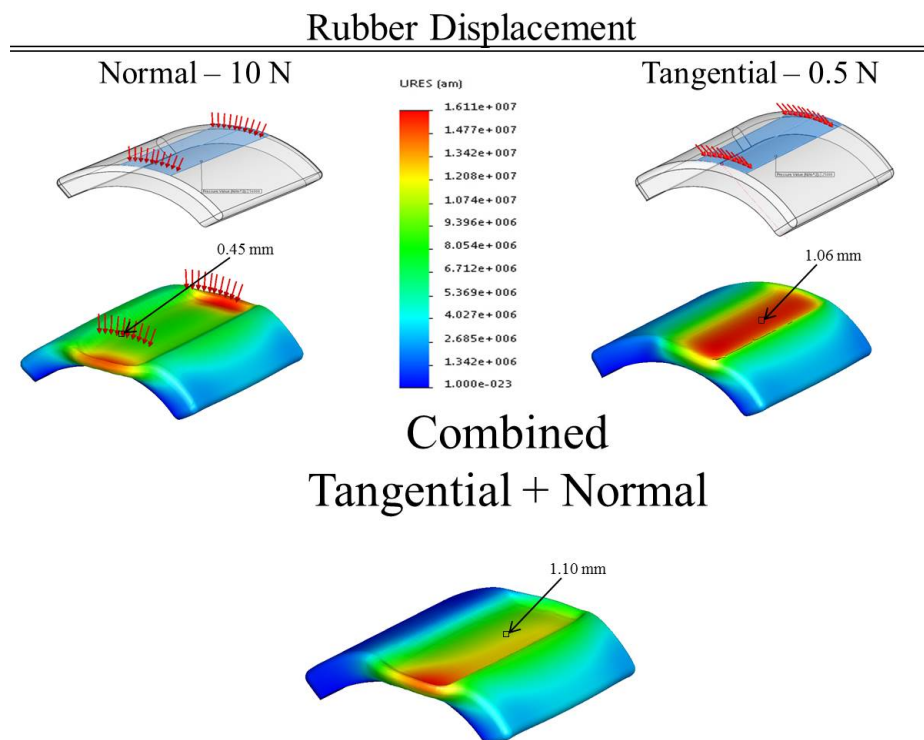 Rubber Displacement
Normal – 10 N
Tangential – 0.5 N
URES (am)
1.611e+007
1.477e+007
1.342e+007
1.208e+007
1.074e+007
9.396e+006
8.054e+006
6.712e+006
5.369e+006
4.027e+006
2.685e+006
1.342e+006
1.000e-023
0.45 mm
1.06 mm
Combined
Tangential + Normal
1.10 mm